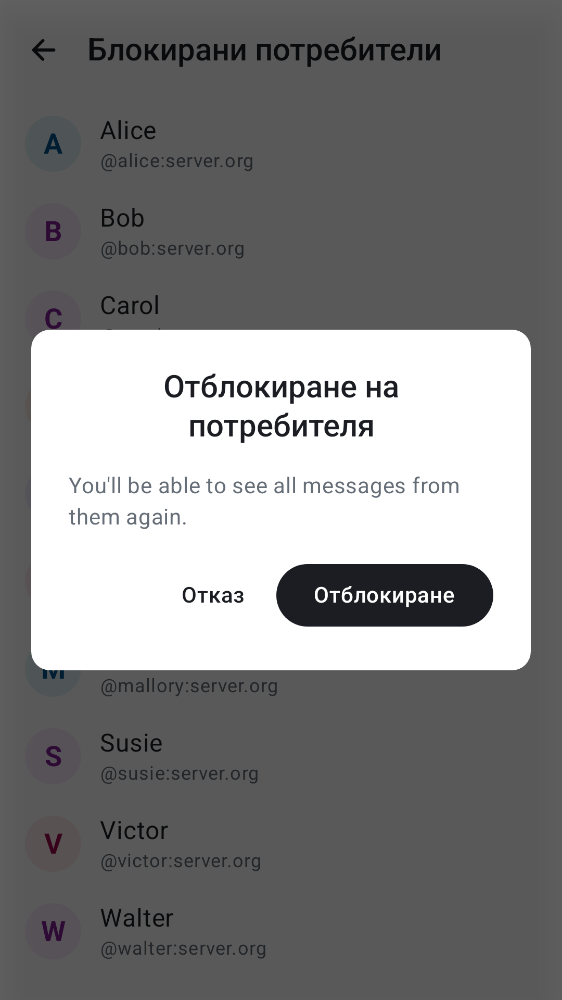 Блокирани потребители
A
Alice
@alice:server.org
B
Bob
@bob:server.org
C
Carol
Отблокиране на
потребителя
You'll be able to see all messages from
them again.
Отказ
Отблокиране
M
@mallory:server.org
S
Susie
@susie:server.org
V
Victor
@victor:server.org
W
Walter
@walter:server.org